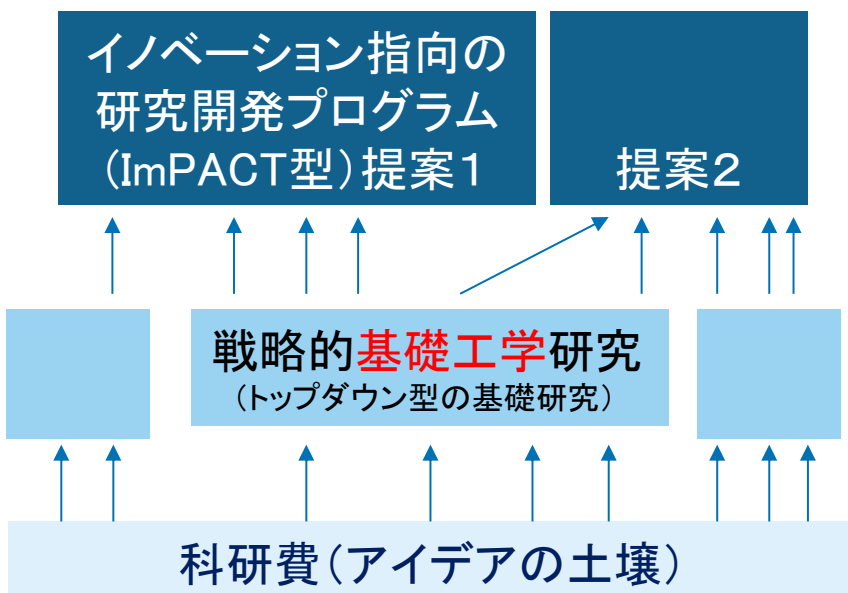 イノベーション指向の
研究開発プログラム
(ImPACT型)提案1
提案2
戦略的基礎工学研究
(トップダウン型の基礎研究)
科研費(アイデアの土壌)